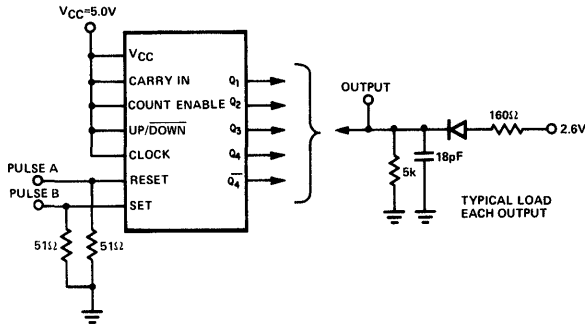 VCC=5.0V
VCC
CARRY IN Q1
COUNT ENABLE Q2
UP/DOWN Q3
CLOCK Q4
RESET Q4
SET
PULSE A
PULSE B
51Ω
51Ω
OUTPUT
160Ω
2.6V
5k
18pF
TYPICAL LOAD
EACH OUTPUT